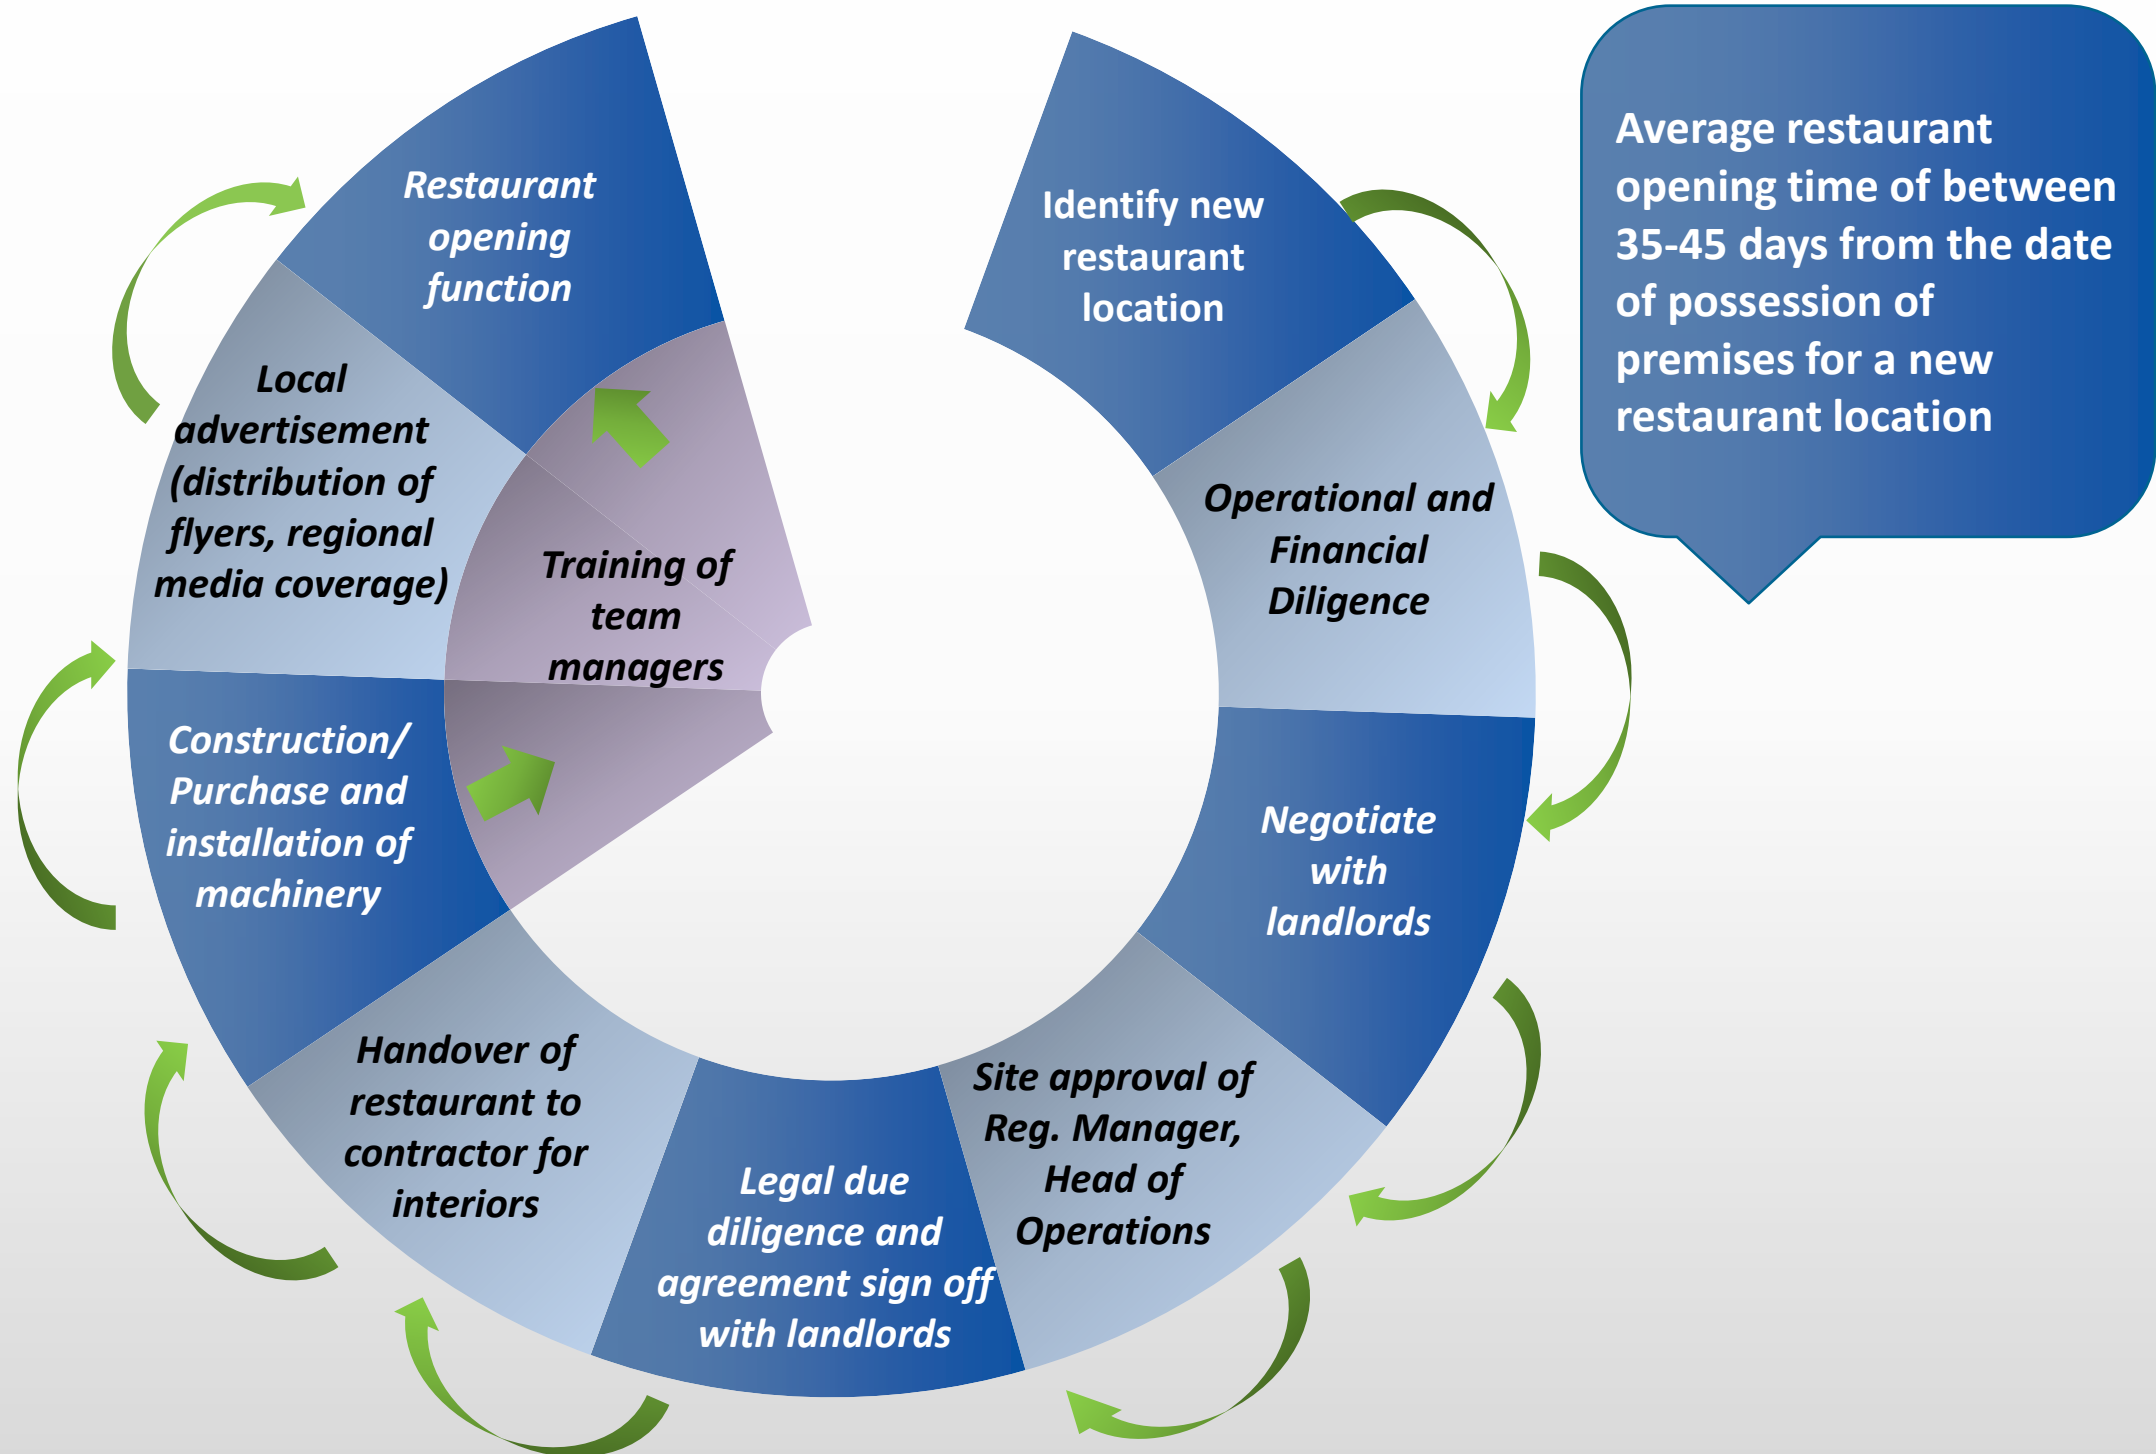 Identify new
restaurant
location
Operational and
Financial
Diligence
Negotiate
with
landlords
Site approval of
Reg. Manager,
Head of
Operations
Legal due
diligence and
agreement sign off
with landlords
Handover of
restaurant to
contractor for
interiors
Construction/
Purchase and
installation of
machinery
Local
advertisement
(distribution of
flyers, regional
media coverage)
Restaurant
opening
function
Training of
team
managers
Average restaurant
opening time of between
35-45 days from the date
of possession of
premises for a new
restaurant location